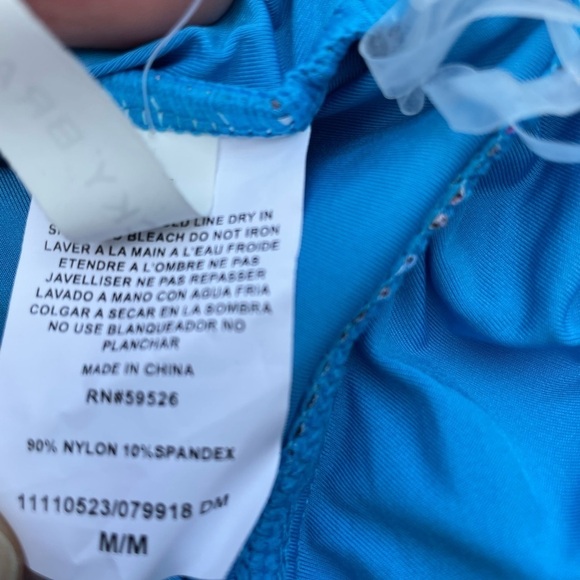 KY BRA
LINE DRY IN
BLEACH DO NOT IRON
LAVER A LA MAIN A L'EAU FROIDE
ETENDRE A L'OMBRE NE PAS
JAVELLISER NE PAS REPASSER
LAVADO A MANO CON AGUA FRIA
COLGAR A SECAR EN LA SOMBRA
NO USE BLANQUEADOR NO
PLANCHAR
MADE IN CHINA
RN#59526
90% NYLON 10%SPANDEX
11110523/079918 DM
M/M